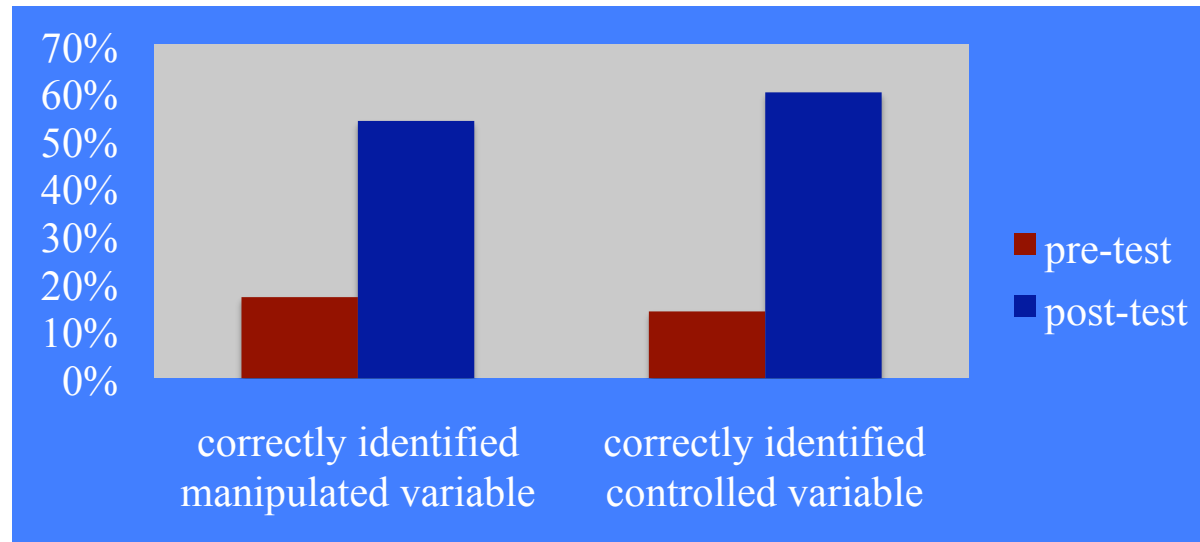 70%
60%
50%
40%
30%
20%
10%
0%
pre-test
post-test
correctly identified
manipulated variable
correctly identified
controlled variable